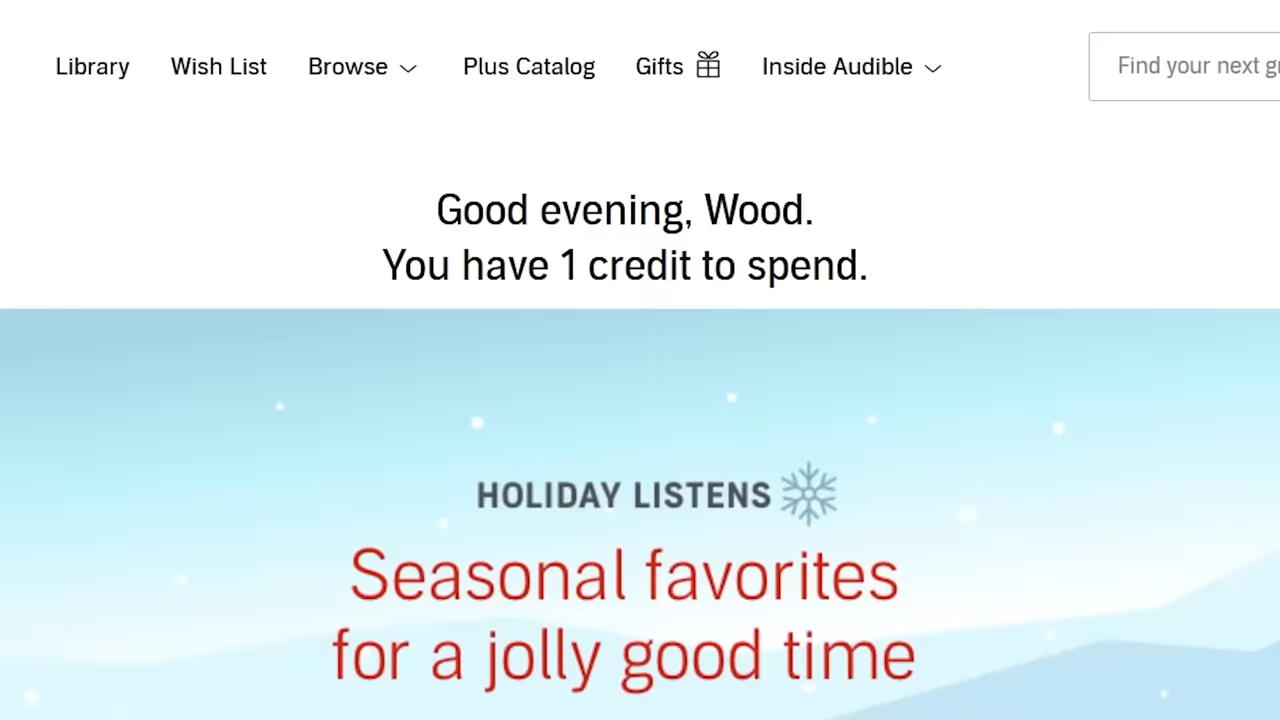 Library Wish List Browse Plus Catalog Gifts Inside Audible Find your next
Good evening, Wood.
You have 1 credit to spend.
HOLIDAY LISTENS
Seasonal favorites
for a jolly good time